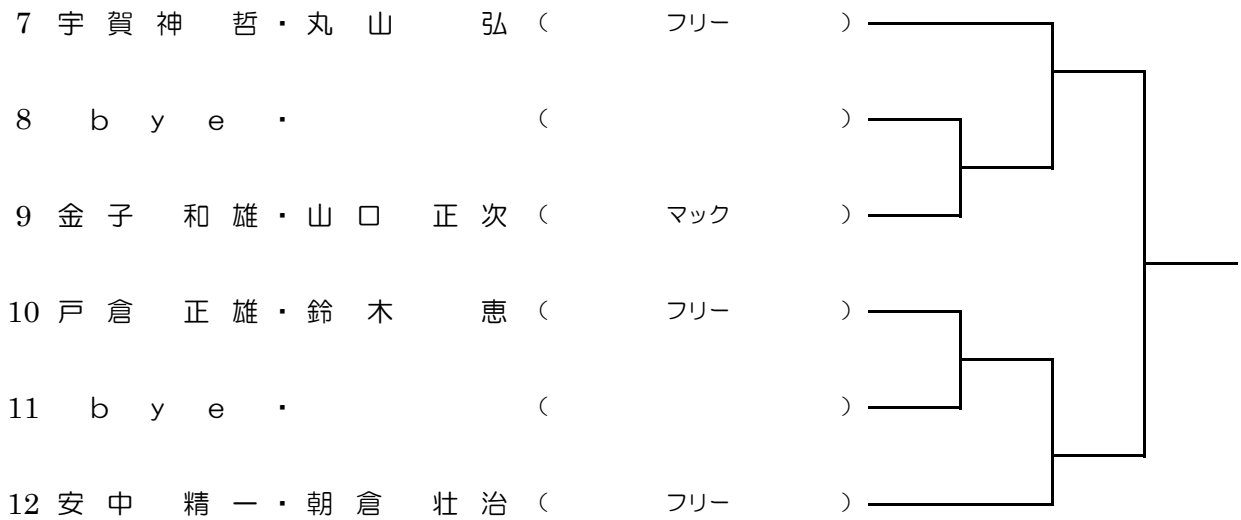 7 宇賀神 哲・丸山 弘 ( フリー )
8 bye ・ ( )
9 金子 和雄・山口 正次 ( マック )
10 戸倉 正雄・鈴木 恵 ( フリー )
11 bye ・ ( )
12 安中 精一・朝倉 壮治 ( フリー )